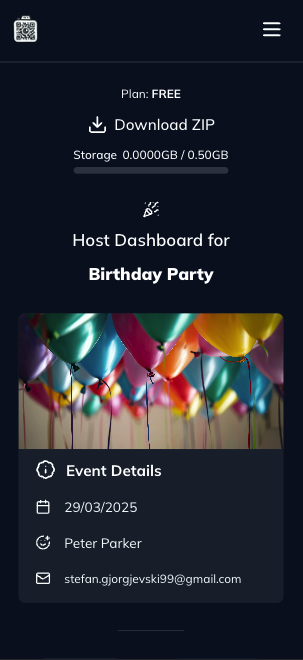 Plan: FREE
Download ZIP
Storage 0.0000GB / 0.50GB
Host Dashboard for
Birthday Party
Event Details
29/03/2025
Peter Parker
stefan.gjorgjevski99@gmail.com